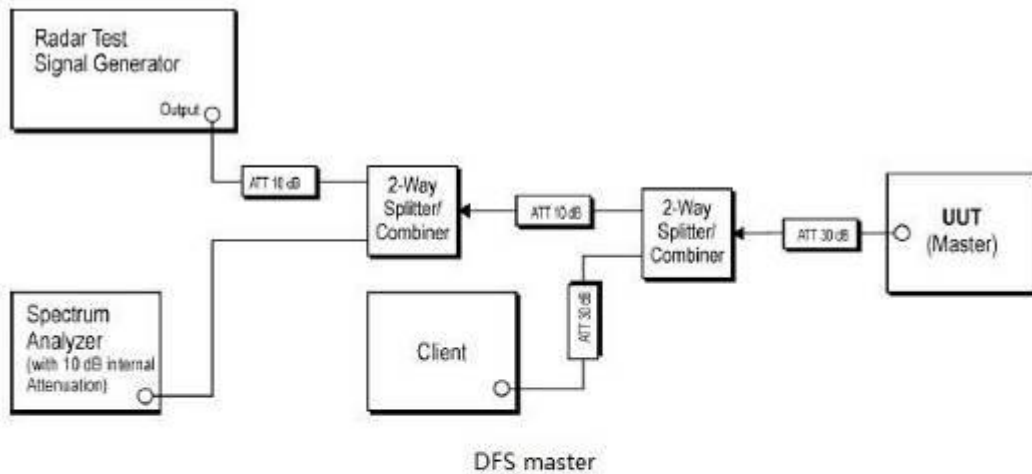 Radar Test
Signal Generator
Output
ATT 10 dB
2-Way
Splitter/
Combiner
ATT 10 dB
2-Way
Splitter/
Combiner
ATT 30 dB
UUT
(Master)
Spectrum
Analyzer
(with 10 dB internal
Attenuation)
Client
ATT 30 dB
DFS master